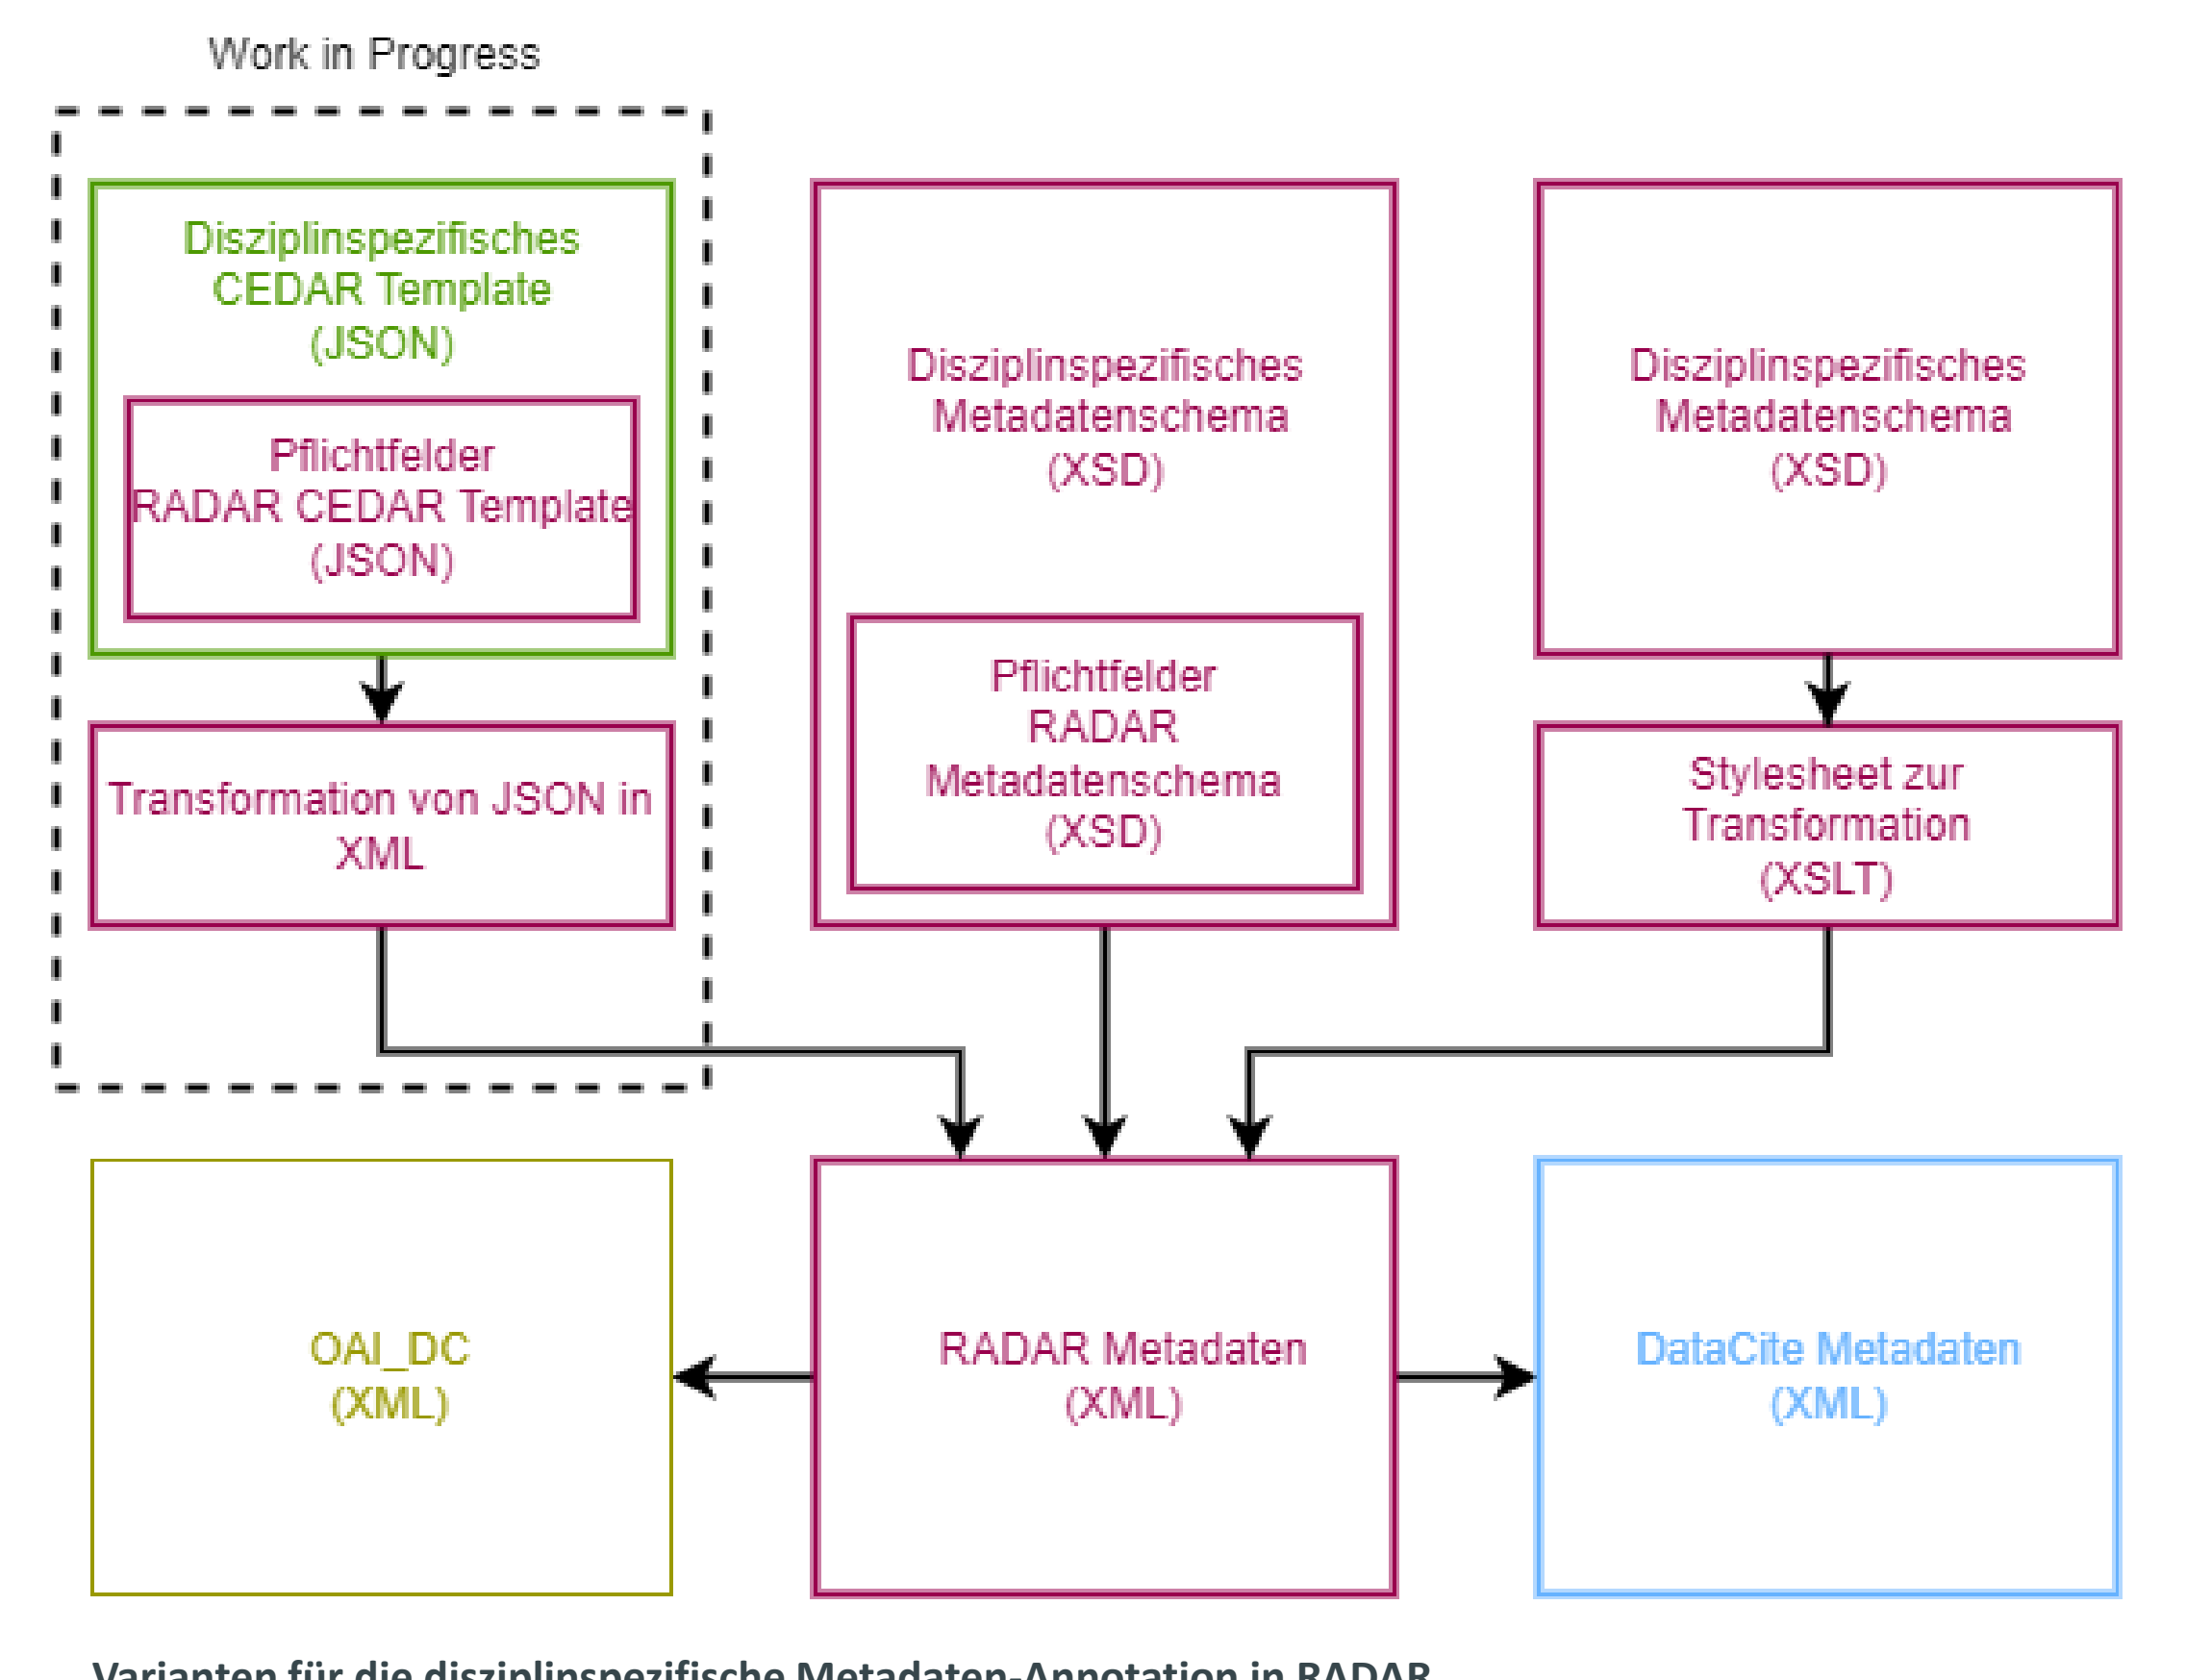 Work in Progress
Disziplinspezifisches
CEDAR Template
(JSON)
Pflichtfelder
RADAR CEDAR Template
(JSON)
Transformation von JSON in
XML
Disziplinspezifisches
Metadatenschema
(XSD)
Pflichtfelder
RADAR
Metadatenschema
(XSD)
Disziplinspezifisches
Metadatenschema
(XSD)
Stylesheet zur
Transformation
(XSLT)
OAI_DC
(XML)
RADAR Metadaten
(XML)
DataCite Metadaten
(XML)
Varianten für die disziplinspezifische Metadaten-Annotation in RADAR